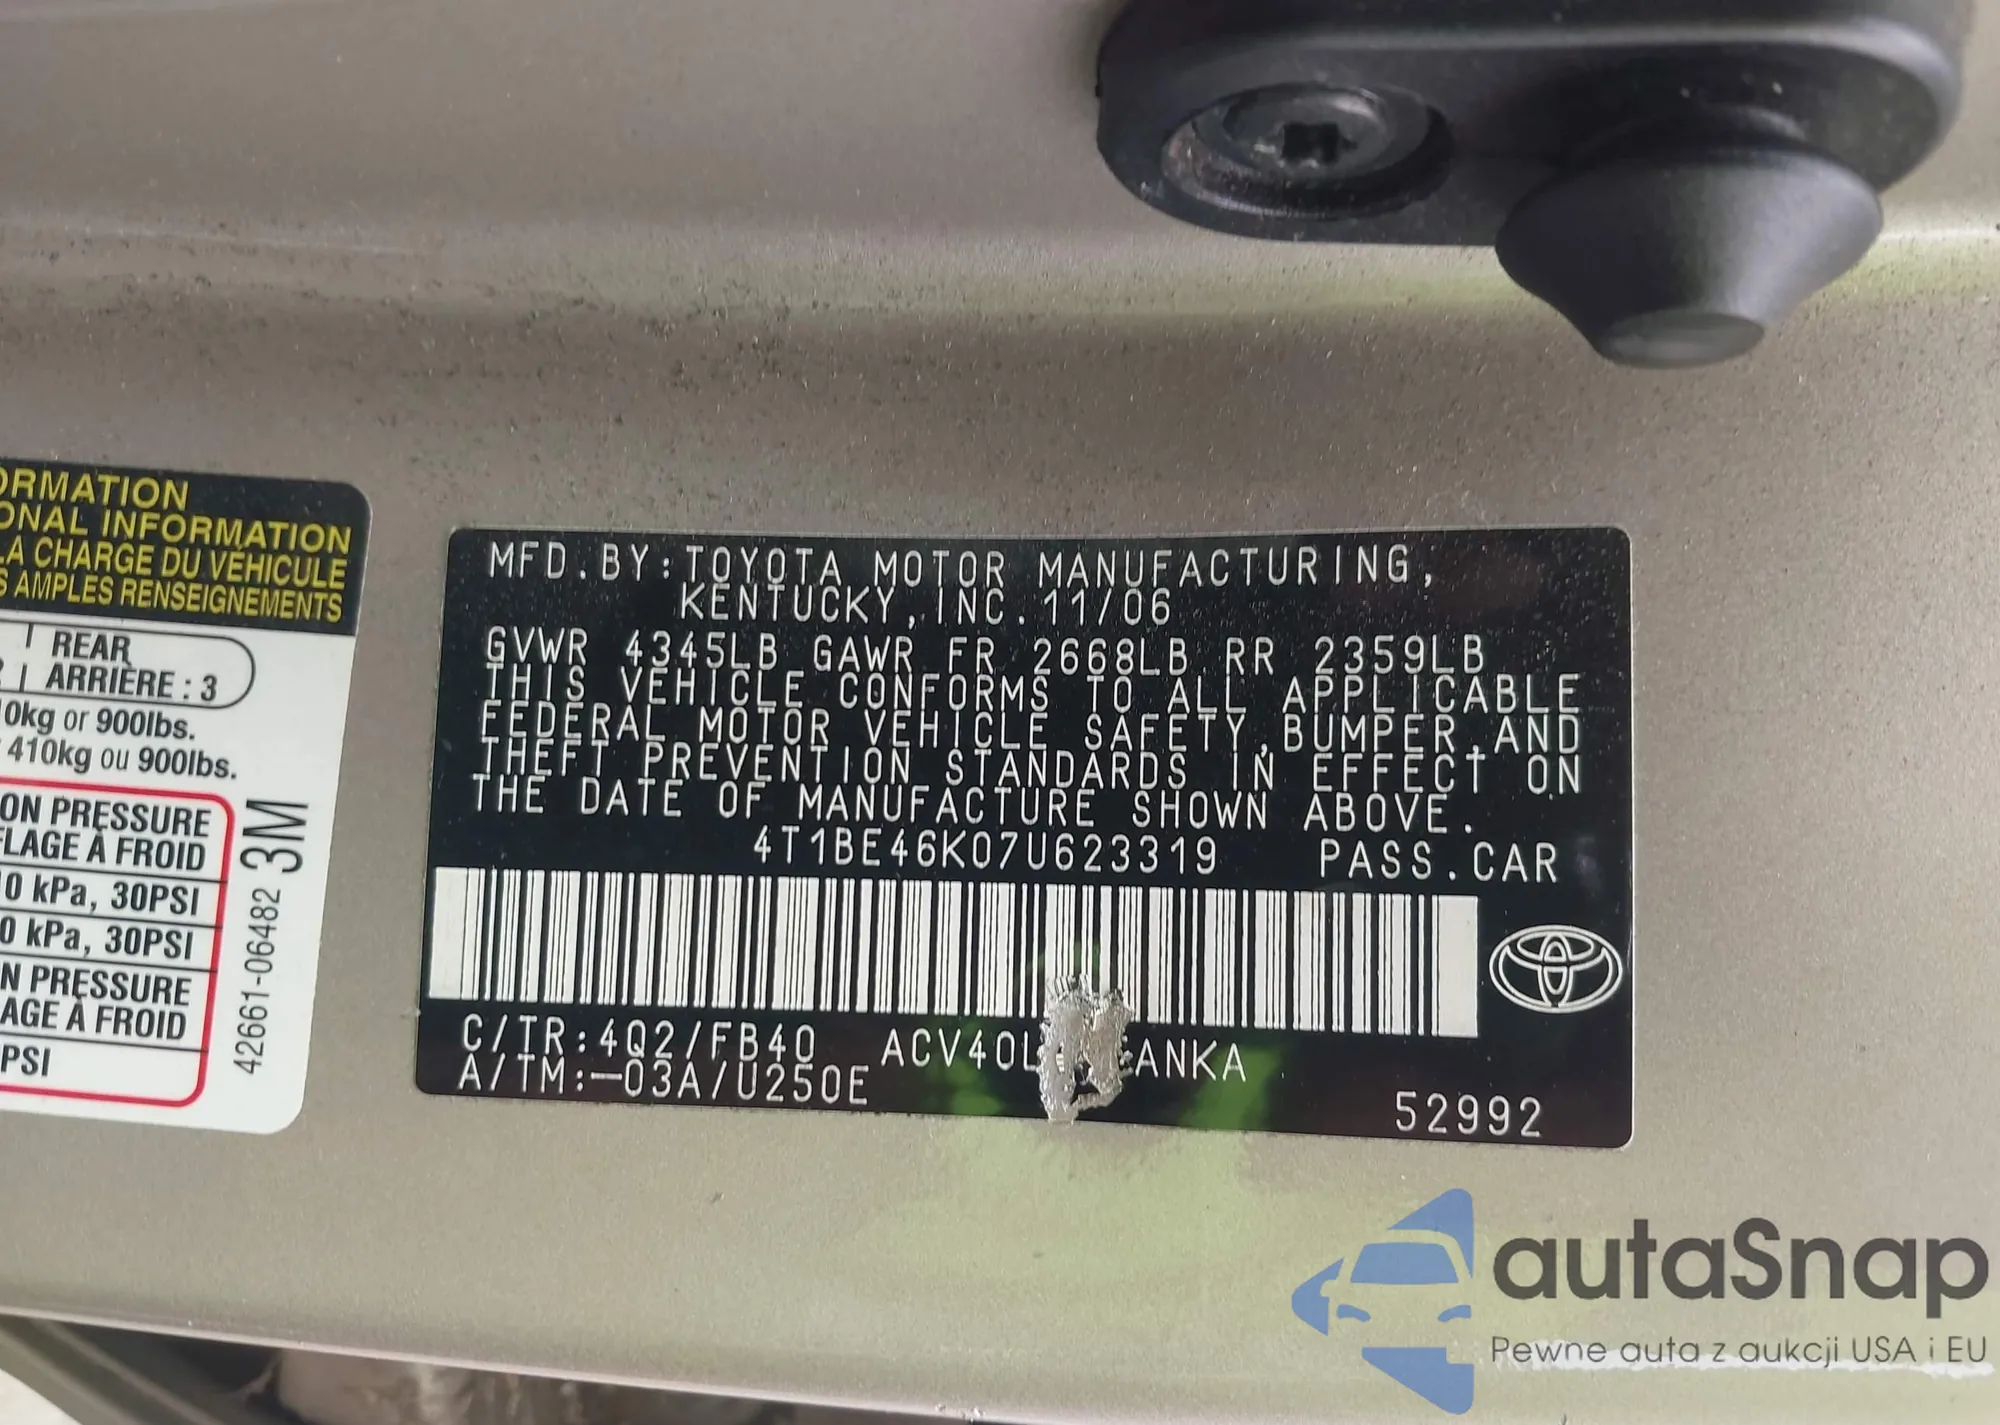 ORMATION
ONAL INFORMATION
LA CHARGE DU VÉHICULE
S AMPLES RENSEIGNEMENTS
REAR
ARRIÈRE : 3
0kg or 900lbs.
410kg ou 900lbs.
ON PRESSURE
FLAGE À FROID
10 kPa, 30PSI
0 kPa, 30PSI
N PRESSURE
LAGE À FROID
PSI
42661-06482 3M
MFD.BY:TOYOTA MOTOR MANUFACTURING,
KENTUCKY,INC. 11/06
GVWR 4345LB GAWR FR 2668LB RR 2359LB
THIS VEHICLE CONFORMS TO ALL APPLICABLE
FEDERAL MOTOR VEHICLE SAFETY,BUMPER,AND
THEFT PREVENTION STANDARDS IN EFFECT ON
THE DATE OF MANUFACTURE SHOWN ABOVE.
4T1BE46K07U623319 PASS.CAR
C/TR:4Q2/FB40 ACV40L EANKA
A/TM:-03A/U250E
52992
autaSnap
Pewne auta z aukcji USA i EU